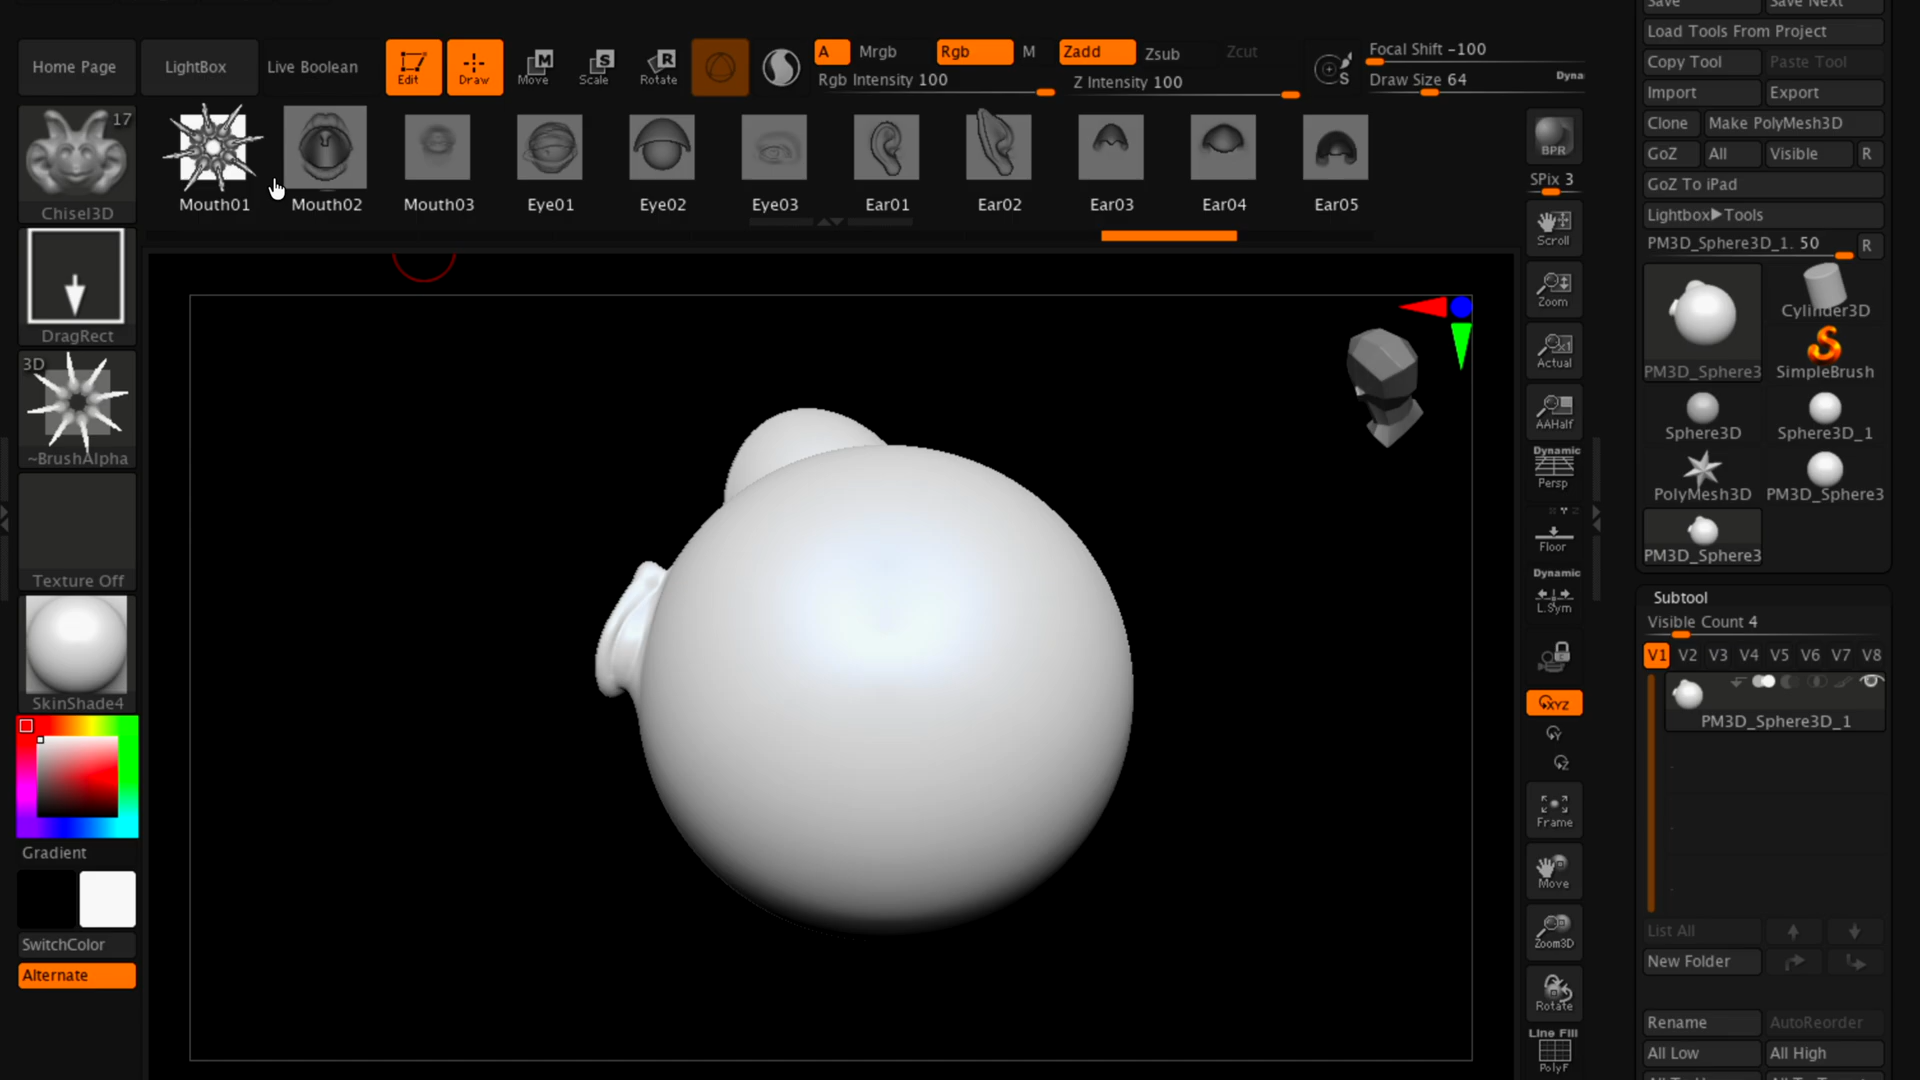 Save
Save Next
Home Page
LightBox
Live Boolean
Edit
Draw
Move
Scale
Rotate
A
Mrgb
Rgb
M
Zadd
Zsub
Zcut
Rgb Intensity 100
Z Intensity 100
S
Focal Shift -100
Draw Size 64
Dyna
17
Chisel3D
Mouth01
Mouth02
Mouth03
Eye01
Eye02
Eye03
Ear01
Ear02
Ear03
Ear04
Ear05
DragRect
3D
~BrushAlpha
Texture Off
SkinShade4
Gradient
SwitchColor
Alternate
BPR
SPix 3
Scroll
Zoom
Actual
AAHalf
Dynamic
Persp
Floor
Dynamic
L.Sym
XYZ
Y
Z
Frame
Move
Zoom3D
Rotate
Line Fill
PolyF
Load Tools From Project
Copy Tool
Paste Tool
Import
Export
Clone
Make PolyMesh3D
GoZ
All
Visible
R
GoZ To iPad
Lightbox▶Tools
PM3D_Sphere3D_1. 50
R
PM3D_Sphere3
Cylinder3D
SimpleBrush
Sphere3D
Sphere3D_1
PolyMesh3D
PM3D_Sphere3
PM3D_Sphere3
Subtool
Visible Count 4
V1 V2 V3 V4 V5 V6 V7 V8
PM3D_Sphere3D_1
List All
New Folder
Rename
AutoReorder
All Low
All High